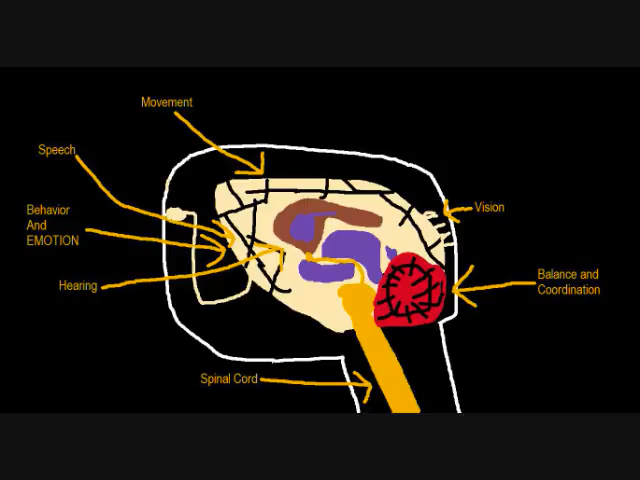 Movement
Speech
Behavior
And
EMOTION
Hearing
Spinal Cord
Vision
Balance and
Coordination